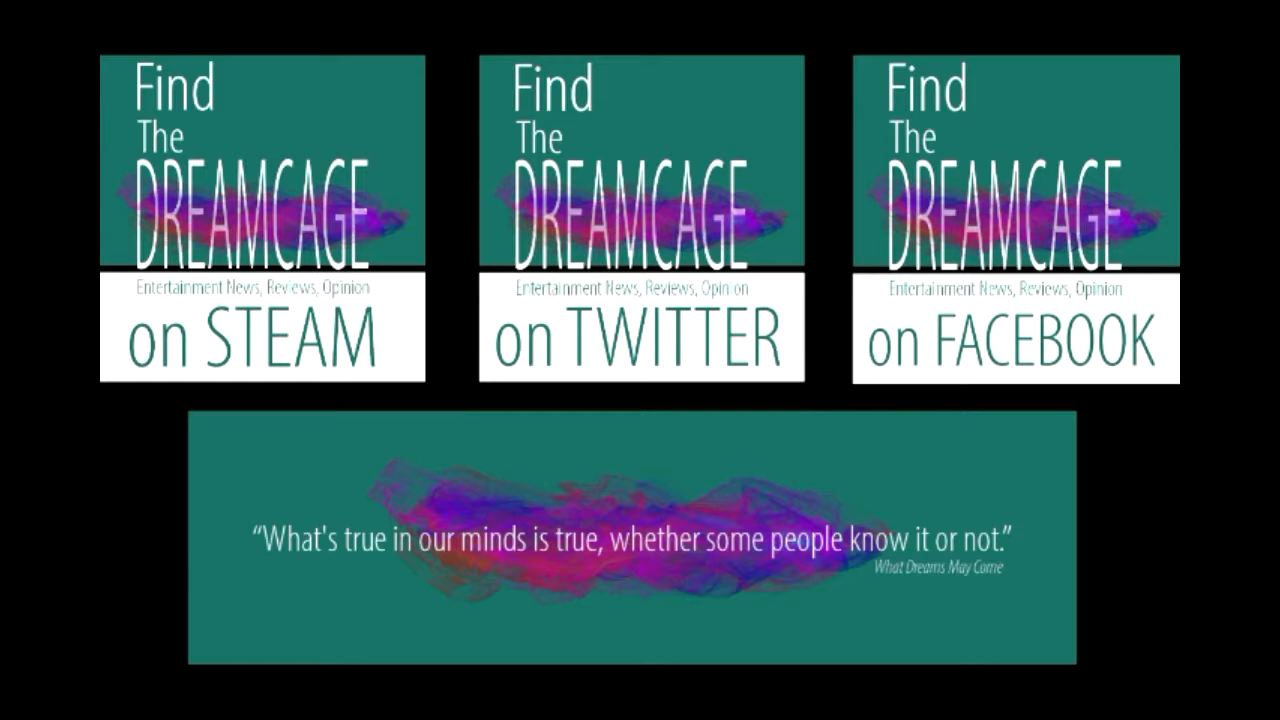 Find
The
DREAMCAGE
Entertainment News, Reviews, Opinion
on STEAM
Find
The
DREAMCAGE
Entertainment News, Reviews, Opinion
on TWITTER
Find
The
DREAMCAGE
Entertainment News, Reviews, Opinion
on FACEBOOK
“What's true in our minds is true, whether some people know it or not.”
What Dreams May Come